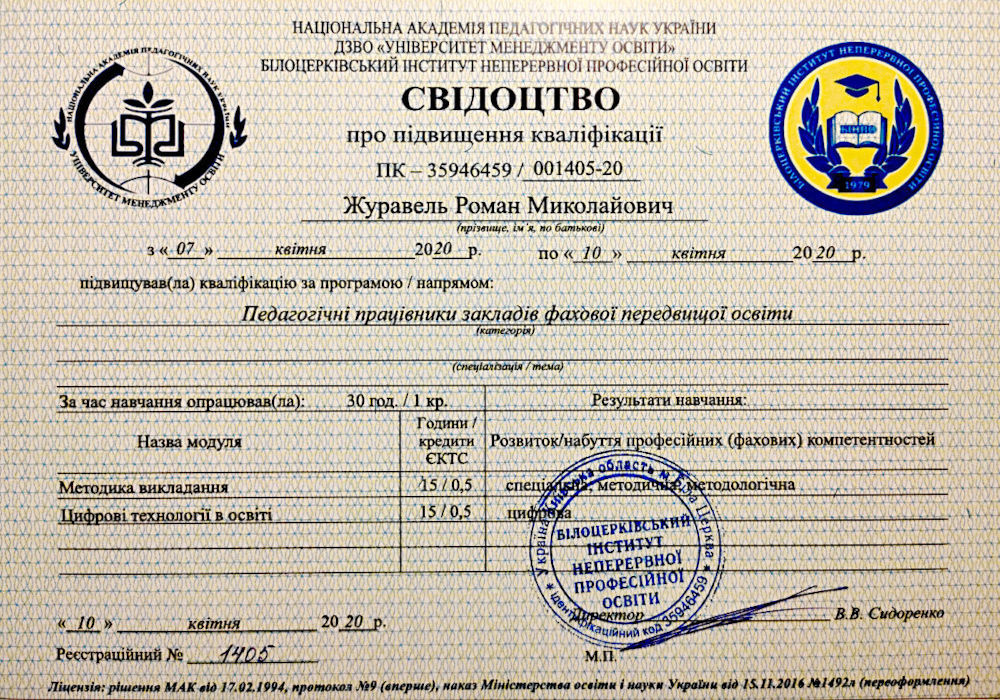 НАЦІОНАЛЬНА АКАДЕМІЯ ПЕДАГОГІЧНИХ НАУК УКРАЇНИ
ДЗВО «УНІВЕРСИТЕТ МЕНЕДЖМЕНТУ ОСВІТИ»
БІЛОЦЕРКІВСЬКИЙ ІНСТИТУТ НЕПЕРЕРВНОЇ ПРОФЕСІЙНОЇ ОСВІТИ
НАЦІОНАЛЬНА АКАДЕМІЯ ПЕДАГОГІЧНИХ НАУК УКРАЇНИ
УНІВЕРСИТЕТ МЕНЕДЖМЕНТУ ОСВІТИ
БІЛОЦЕРКІВСЬКИЙ ІНСТИТУТ НЕПЕРЕРВНОЇ ПРОФЕСІЙНОЇ ОСВІТИ
БІНПО
1979
СВІДОЦТВО
про підвищення кваліфікації
ПК – 35946459 / 001405-20
Журавель Роман Миколайович
(прізвище, ім’я, по батькові)
з « 07 » квітня 2020 р. по « 10 » квітня 2020 р.
підвищував(ла) кваліфікацію за програмою / напрямом:
Педагогічні працівники закладів фахової передвищої освіти
(категорія)
(спеціалізація / тема)
За час навчання опрацював(ла): 30 год. / 1 кр. Результати навчання:
Назва модуля Години / кредити ЄКТС Розвиток/набуття професійних (фахових) компетентностей
Методика викладання 15 / 0,5 спеціальна, методична, методологічна
Цифрові технології в освіті 15 / 0,5 цифрова
Україна Київська область м. Біла Церква
БІЛОЦЕРКІВСЬКИЙ
ІНСТИТУТ
НЕПЕРЕРВНОЇ
ПРОФЕСІЙНОЇ
ОСВІТИ
* ідентифікаційний код 35946459 *
Директор В.В. Сидоренко
« 10 » квітня 2020 р.
Реєстраційний № 1405
М.П.
Ліцензія: рішення МАК від 17.02.1994, протокол №9 (вперше), наказ Міністерства освіти і науки України від 15.11.2016 №1492л (переоформлення)